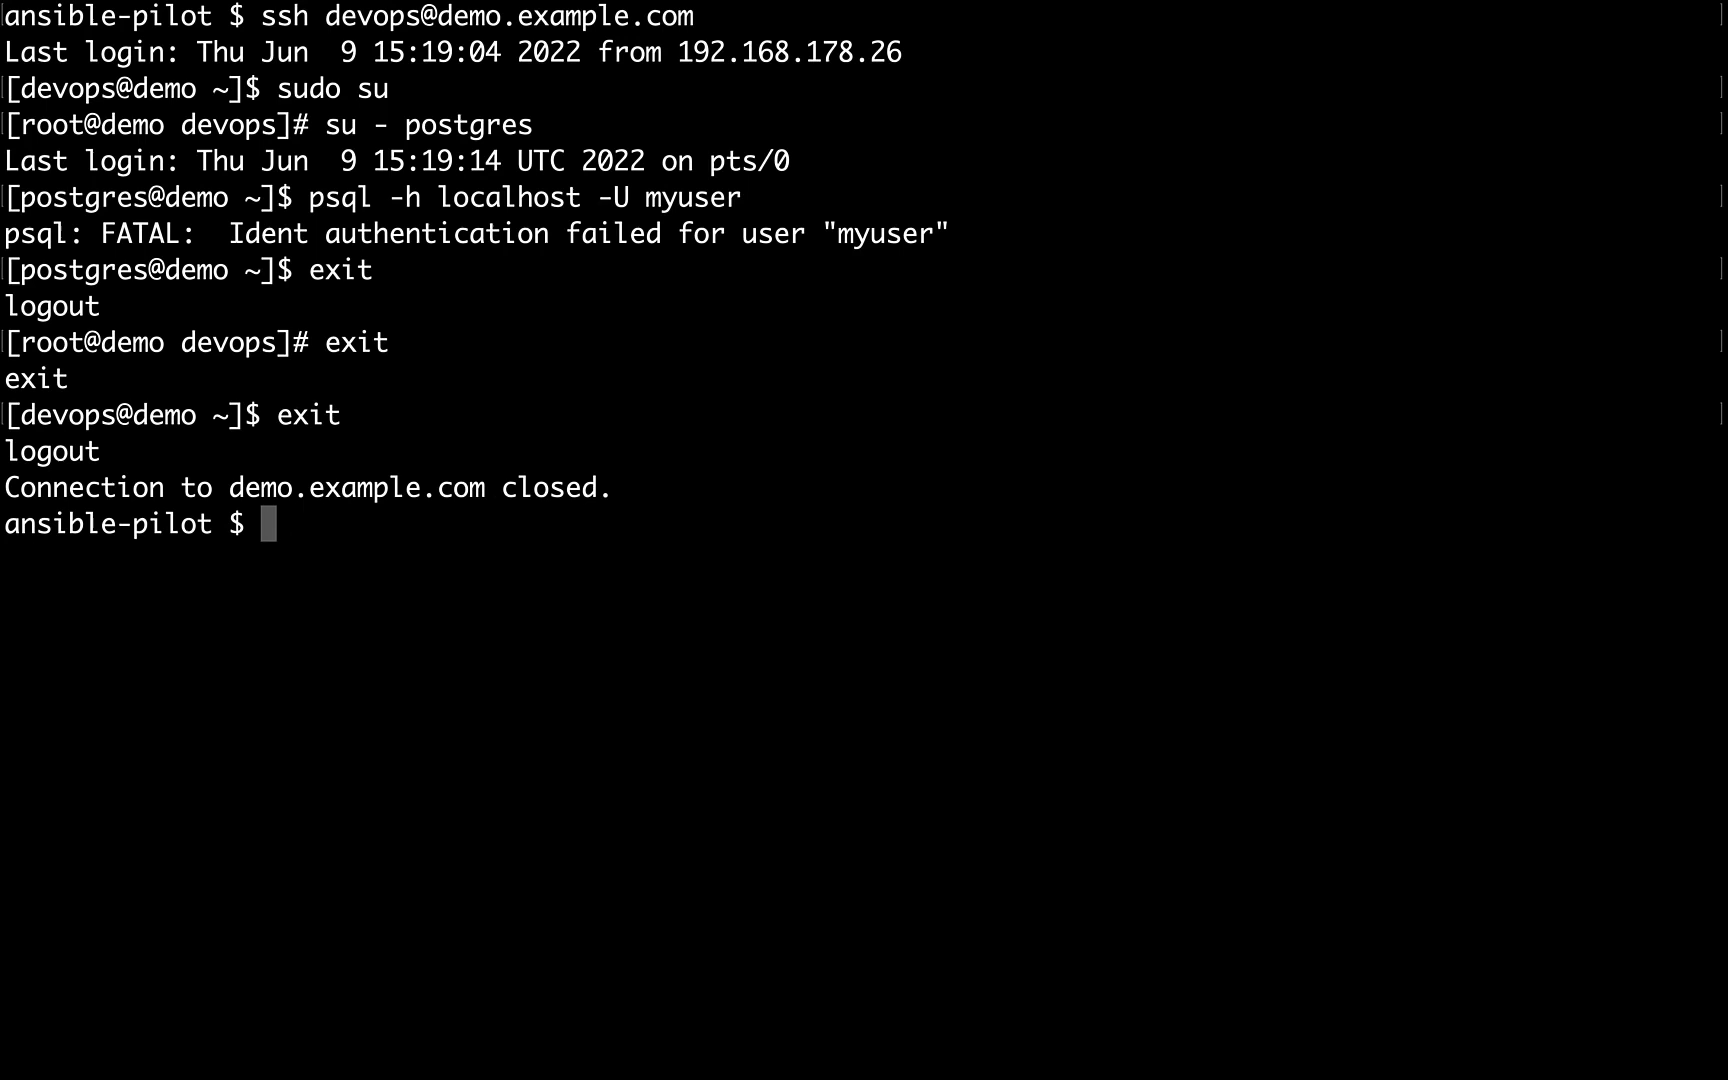 ansible-pilot $ ssh devops@demo.example.com
Last login: Thu Jun  9 15:19:04 2022 from 192.168.178.26
[devops@demo ~]$ sudo su
[root@demo devops]# su - postgres
Last login: Thu Jun  9 15:19:14 UTC 2022 on pts/0
[postgres@demo ~]$ psql -h localhost -U myuser
psql: FATAL:  Ident authentication failed for user "myuser"
[postgres@demo ~]$ exit
logout
[root@demo devops]# exit
exit
[devops@demo ~]$ exit
logout
Connection to demo.example.com closed.
ansible-pilot $